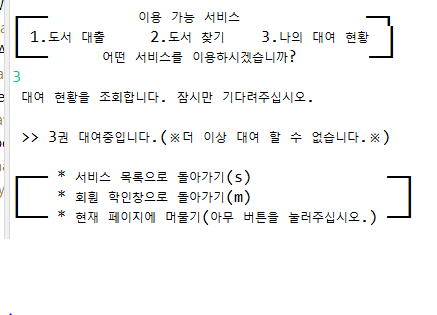 이용 가능 서비스
1.도서 대출 2.도서 찾기 3.나의 대여 현황
어떤 서비스를 이용하시겠습니까?
3
대여 현황을 조회합니다. 잠시만 기다려주십시오.
>> 3권 대여중입니다.(※더 이상 대여 할 수 없습니다.※)
* 서비스 목록으로 돌아가기(s)
* 회원 학인창으로 돌아가기(m)
* 현재 페이지에 머물기(아무 버튼을 눌러주십시오.)